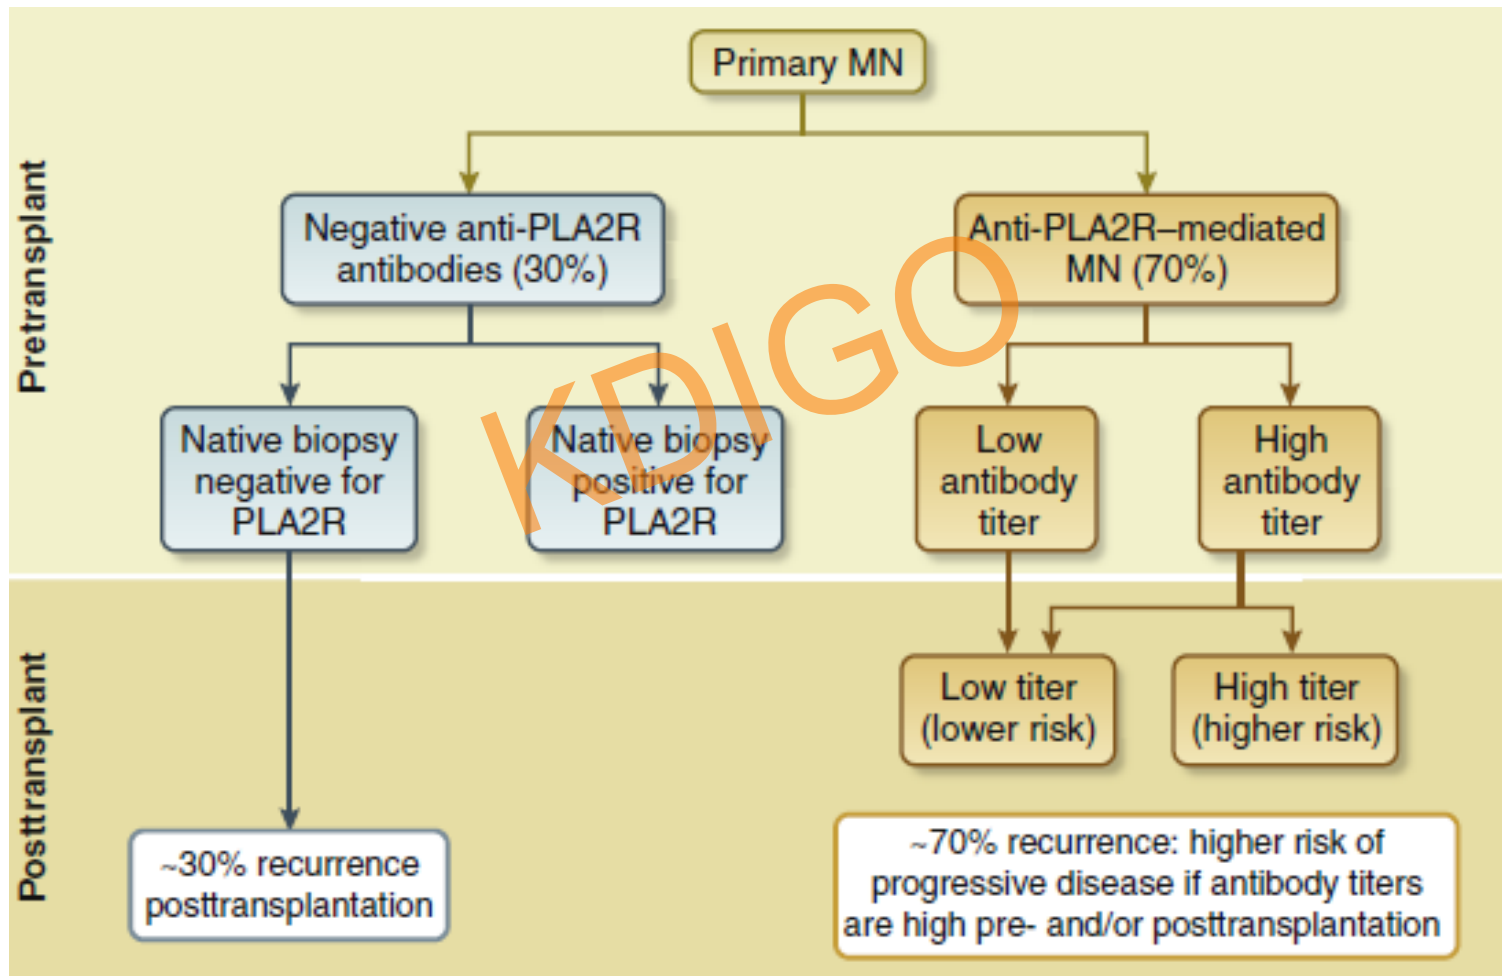 Primary MN
Pretransplant
Negative anti-PLA2R
antibodies (30%)
Anti-PLA2R–mediated
MN (70%)
Native biopsy
negative for
PLA2R
Native biopsy
positive for
PLA2R
Low
antibody
titer
High
antibody
titer
KDIGO
Posttransplant
Low titer
(lower risk)
High titer
(higher risk)
~30% recurrence
posttransplantation
~70% recurrence: higher risk of
progressive disease if antibody titers
are high pre- and/or posttransplantation